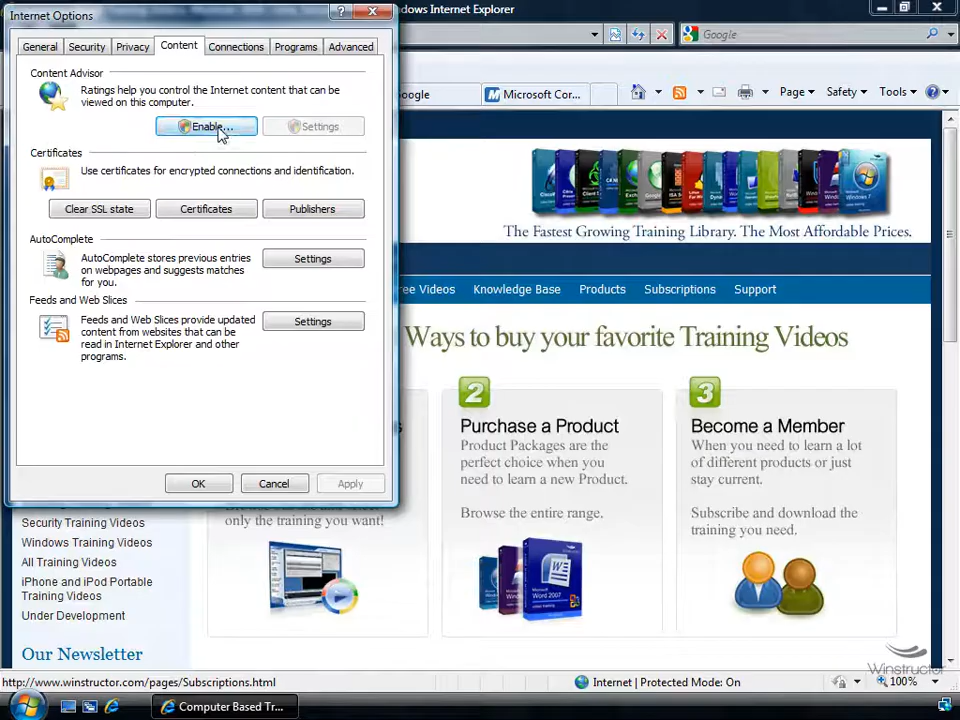 Internet Options
ndows Internet Explorer
General Security Privacy Content Connections Programs Advanced
Google
oogle
Microsoft Cor...
Page
Safety
Tools
Content Advisor
Ratings help you control the Internet content that can be
viewed on this computer.
Enable...
Settings
Certificates
Use certificates for encrypted connections and identification.
Clear SSL state
Certificates
Publishers
AutoComplete
AutoComplete stores previous entries
on webpages and suggests matches
for you.
Settings
Feeds and Web Slices
Feeds and Web Slices provide updated
content from websites that can be
read in Internet Explorer and other
programs.
Settings
OK
Cancel
Apply
The Fastest Growing Training Library. The Most Affordable Prices.
ree Videos
Knowledge Base
Products
Subscriptions
Support
Ways to buy your favorite Training Videos
2
Purchase a Product
Product Packages are the
perfect choice when you
need to learn a new Product.
Browse the entire range.
3
Become a Member
When you need to learn a lot
of different products or just
stay current.
Subscribe and download the
training you need.
only the training you want!
Security Training Videos
Windows Training Videos
All Training Videos
iPhone and iPod Portable
Training Videos
Under Development
Our Newsletter
Word 2007
Winstructor
http://www.winstructor.com/pages/Subscriptions.html
Internet | Protected Mode: On
100%
Computer Based Tr...